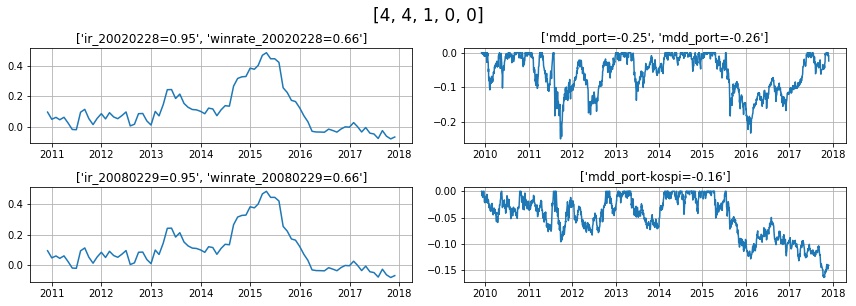 [4, 4, 1, 0, 0]
['ir_20020228=0.95', 'winrate_20020228=0.66']
0.4
0.2
0.0
2011 2012 2013 2014 2015 2016 2017 2018
['mdd_port=-0.25', 'mdd_port=-0.26']
0.0
−0.1
−0.2
2010 2011 2012 2013 2014 2015 2016 2017 2018
['ir_20080229=0.95', 'winrate_20080229=0.66']
0.4
0.2
0.0
2011 2012 2013 2014 2015 2016 2017 2018
['mdd_port-kospi=-0.16']
0.00
−0.05
−0.10
−0.15
2010 2011 2012 2013 2014 2015 2016 2017 2018